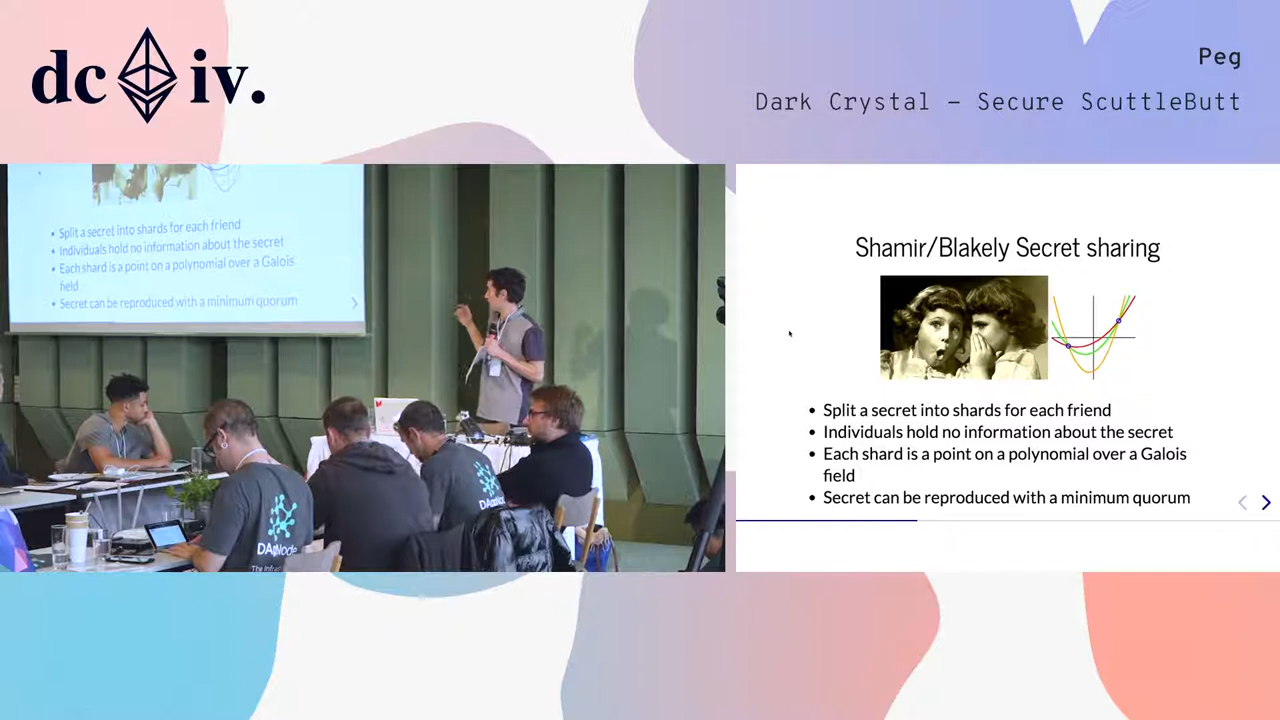 dc iv.
Peg
Dark Crystal – Secure ScuttleButt
• Split a secret into shards for each friend
• Individuals hold no information about the secret
• Each shard is a point on a polynomial over a Galois
field
• Secret can be reproduced with a minimum quorum
Shamir/Blakely Secret sharing
• Split a secret into shards for each friend
• Individuals hold no information about the secret
• Each shard is a point on a polynomial over a Galois
field
• Secret can be reproduced with a minimum quorum
DAppNode